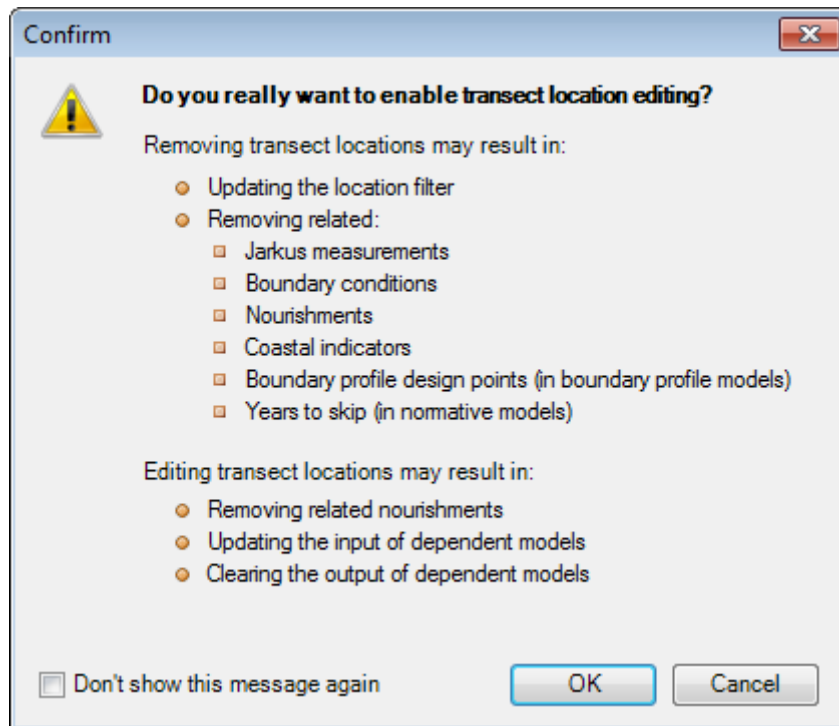 Confirm
Do you really want to enable transect location editing?
Removing transect locations may result in:
Updating the location filter
Removing related:
Jarkus measurements
Boundary conditions
Nourishments
Coastal indicators
Boundary profile design points (in boundary profile models)
Years to skip (in normative models)
Editing transect locations may result in:
Removing related nourishments
Updating the input of dependent models
Clearing the output of dependent models
Don't show this message again
OK
Cancel